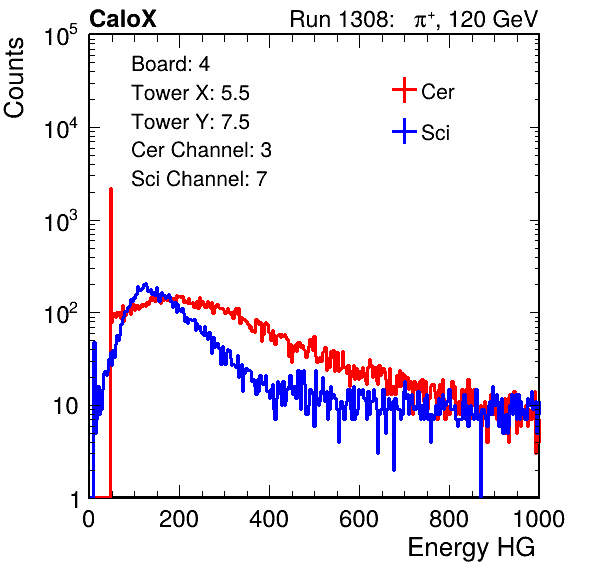 CaloX Run 1308: π⁺, 120 GeV
Counts
Board: 4
Tower X: 5.5
Tower Y: 7.5
Cer Channel: 3
Sci Channel: 7
Cer
Sci
10⁵
10⁴
10³
10²
10
1
0 200 400 600 800 1000
Energy HG